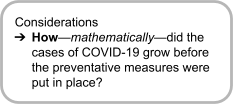 Considerations
➔ How—mathematically—did the
cases of COVID-19 grow before
the preventative measures were
put in place?